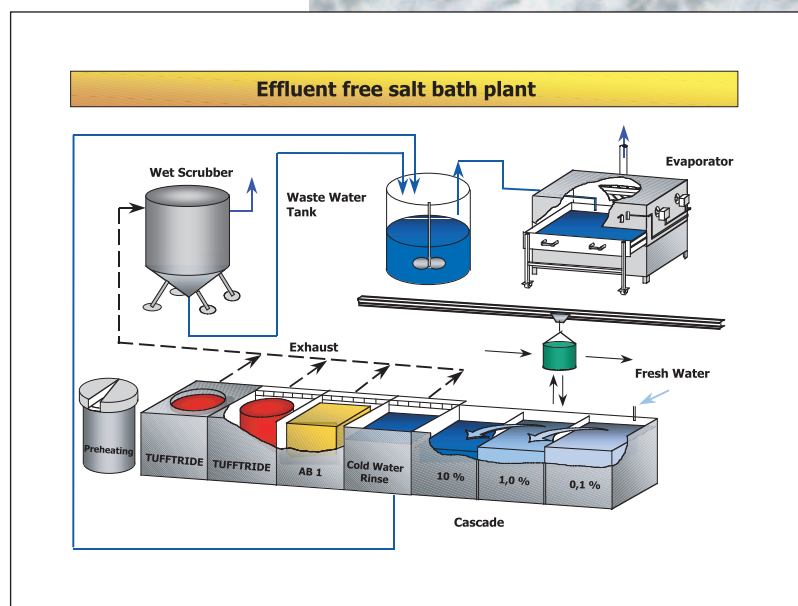 Effluent free salt bath plant
Wet Scrubber
Waste Water
Tank
Evaporator
Exhaust
Fresh Water
Preheating
TUFFTRIDE
TUFFTRIDE
AB 1
Cold Water
Rinse
10 %
1,0 %
0,1 %
Cascade